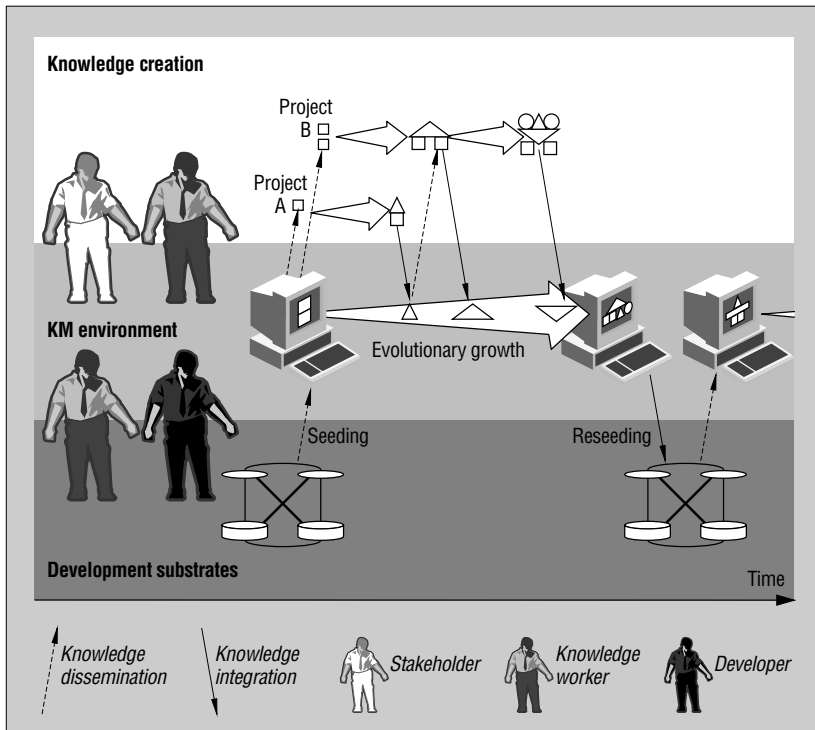 Knowledge creation
Project
B
Project
A
KM environment
Evolutionary growth
Seeding
Reseeding
Development substrates
Time
Knowledge
dissemination
Knowledge
integration
Stakeholder
Knowledge
worker
Developer